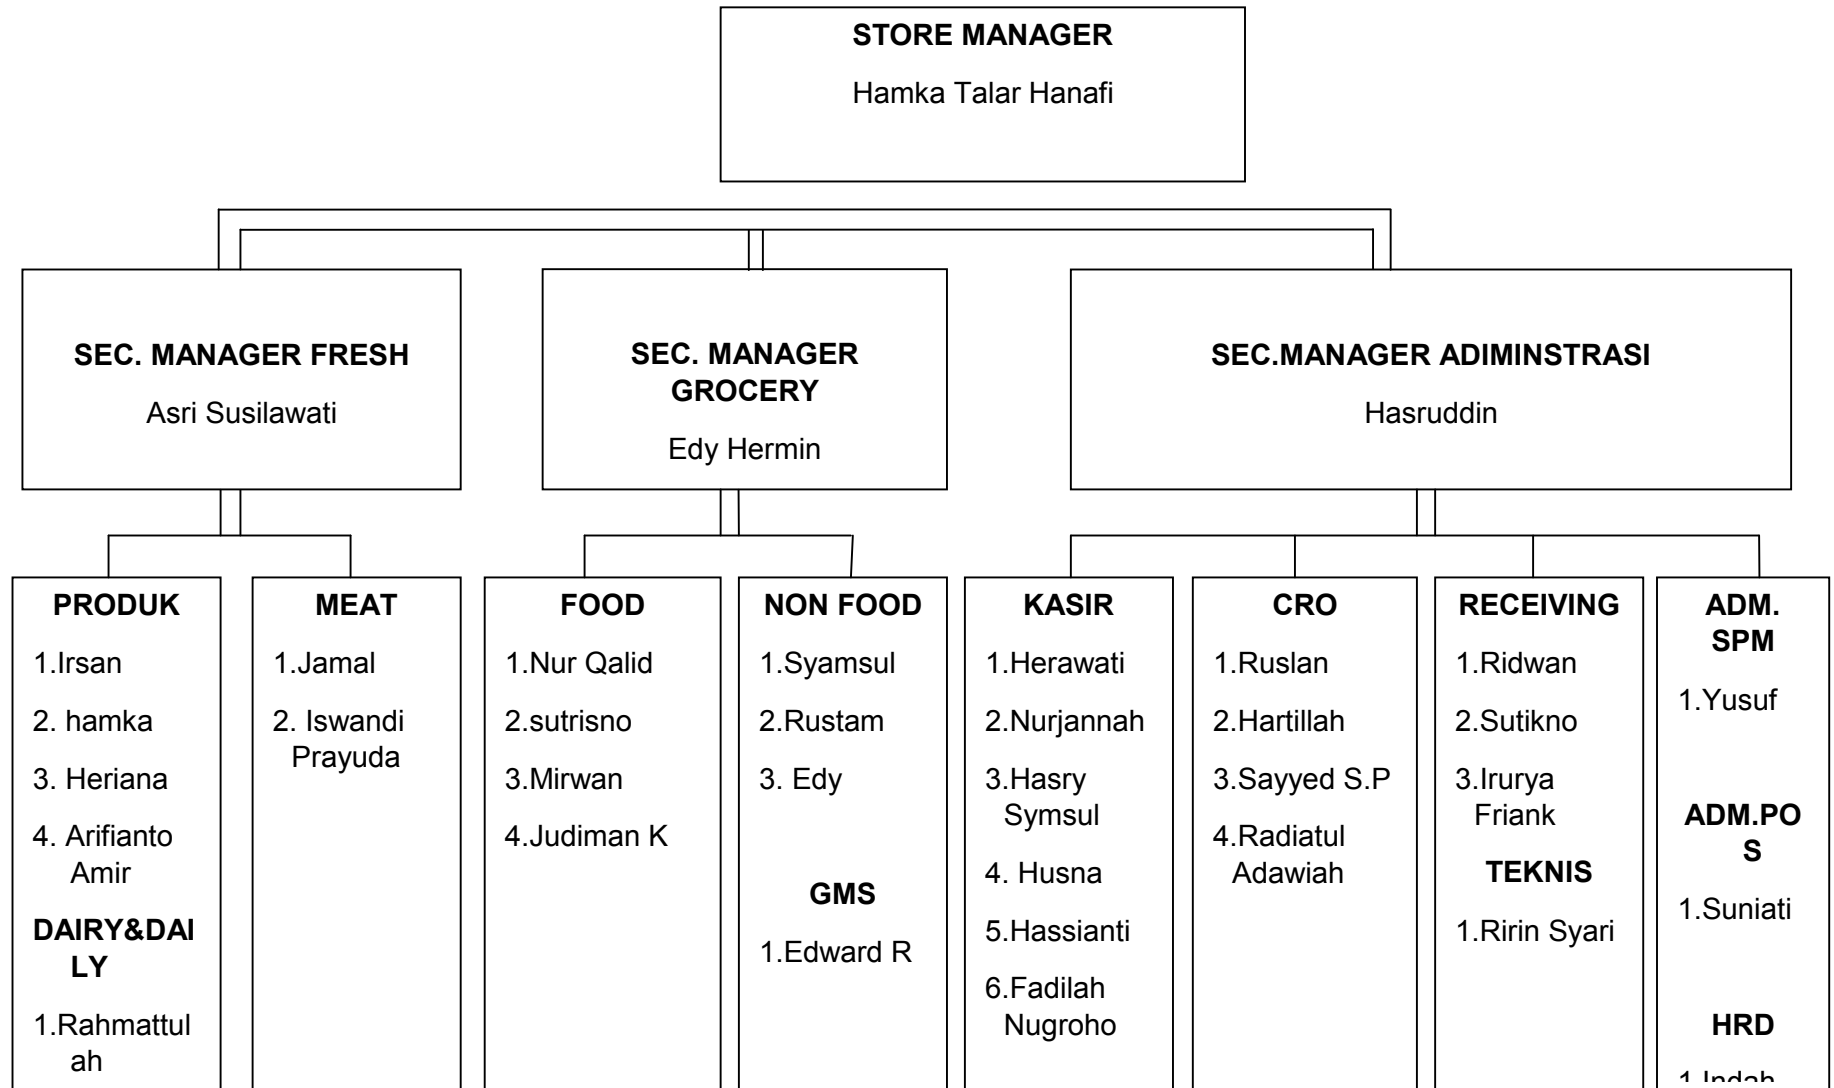 STORE MANAGER
Hamka Talar Hanafi
SEC. MANAGER FRESH
Asri Susilawati
SEC. MANAGER
GROCERY
Edy Hermin
SEC.MANAGER ADIMINSTRASI
Hasruddin
PRODUK
1.Irsan
2. hamka
3. Heriana
4. Arifianto
Amir
DAIRY&DAI
LY
1.Rahmattul
ah
MEAT
1.Jamal
2. Iswandi
Prayuda
FOOD
1.Nur Qalid
2.sutrisno
3.Mirwan
4.Judiman K
NON FOOD
1.Syamsul
2.Rustam
3. Edy
GMS
1.Edward R
KASIR
1.Herawati
2.Nurjannah
3.Hasry
Symsul
4. Husna
5.Hassianti
6.Fadilah
Nugroho
CRO
1.Ruslan
2.Hartillah
3.Sayyed S.P
4.Radiatul
Adawiah
RECEIVING
1.Ridwan
2.Sutikno
3.Irurya
Friank
TEKNIS
1.Ririn Syari
ADM.
SPM
1.Yusuf
ADM.PO
S
1.Suniati
HRD
1.Indah